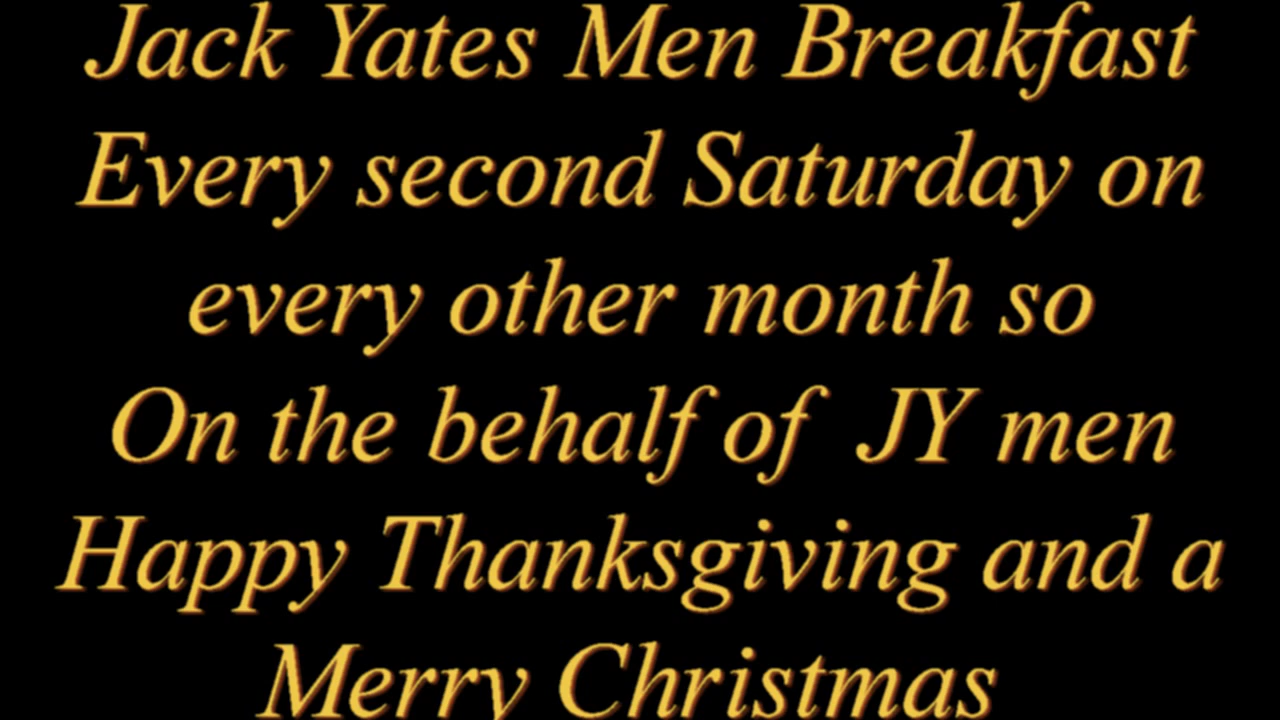 Jack Yates Men Breakfast
Every second Saturday on
every other month so
On the behalf of JY men
Happy Thanksgiving and a
Merry Christmas